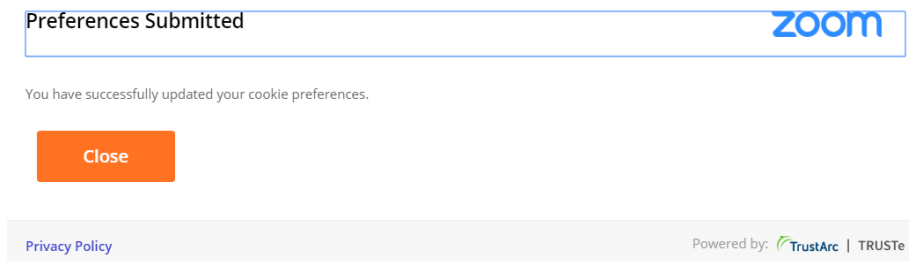 Preferences Submitted
zoom
You have successfully updated your cookie preferences.
Close
Privacy Policy
Powered by: TrustArc | TRUSTe